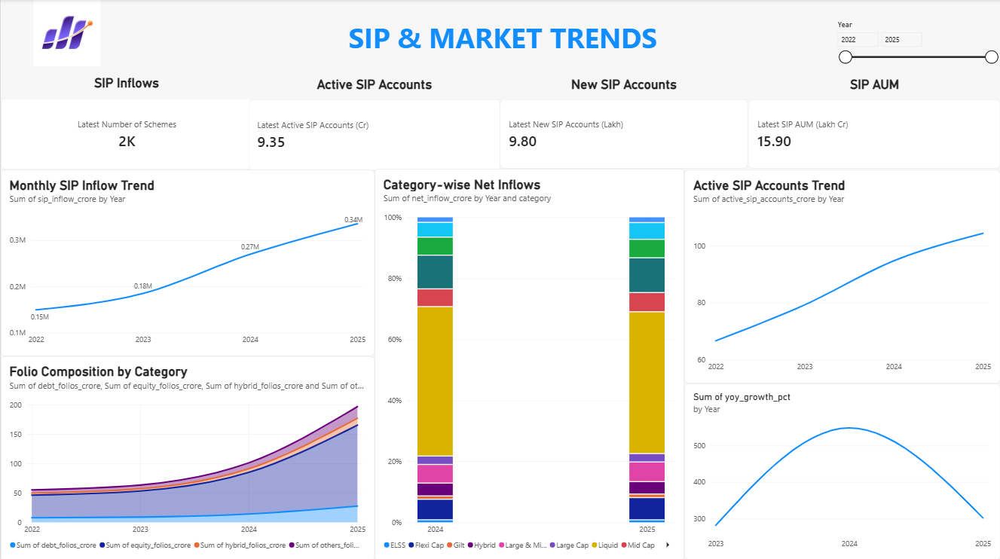 SIP & MARKET TRENDS
Year
2022 2025
SIP Inflows
Active SIP Accounts
New SIP Accounts
SIP AUM
Latest Number of Schemes
2K
Latest Active SIP Accounts (Cr)
9.35
Latest New SIP Accounts (Lakh)
9.80
Latest SIP AUM (Lakh Cr)
15.90
Monthly SIP Inflow Trend
Sum of sip_inflow_crore by Year
0.3M
0.2M
0.1M
0.15M
0.18M
0.27M
0.34M
2022 2023 2024 2025
Folio Composition by Category
Sum of debt_folios_crore, Sum of equity_folios_crore, Sum of hybrid_folios_crore and Sum of ot...
200
150
100
50
0
2022 2023 2024 2025
Sum of debt_folios_crore Sum of equity_folios_crore Sum of hybrid_folios_crore Sum of others_foli...
Category-wise Net Inflows
Sum of net_inflow_crore by Year and category
100%
80%
60%
40%
20%
0%
2024 2025
ELSS Flexi Cap Gilt Hybrid Large & Mi... Large Cap Liquid Mid Cap
Active SIP Accounts Trend
Sum of active_sip_accounts_crore by Year
100
80
60
2022 2023 2024 2025
Sum of yoy_growth_pct
by Year
500
400
300
2023 2024 2025